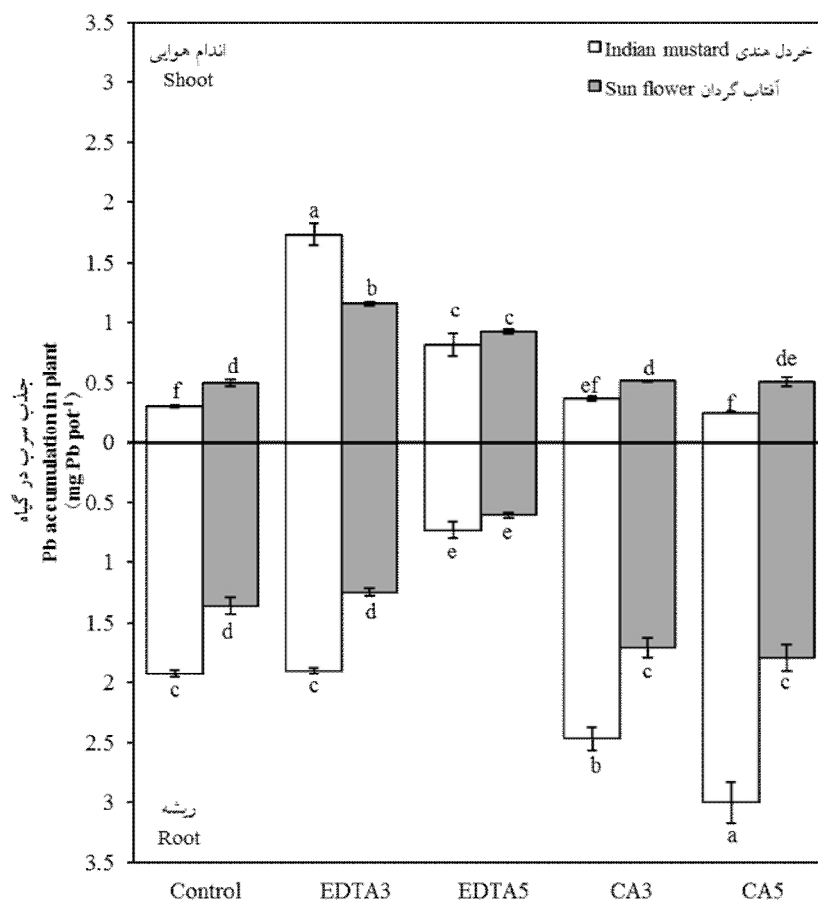 3.5
3
2.5
2
1.5
1
0.5
0
0.5
1
1.5
2
2.5
3
3.5
جذب سرب در گیاه
Pb accumulation in plant
(mg Pb pot-1)
اندام هوایی
Shoot
Indian mustard خردل هندی
Sun flower آفتاب گردان
f d a b c c ef d f de
c d c d e e b c a c
ریشه
Root
Control EDTA3 EDTA5 CA3 CA5